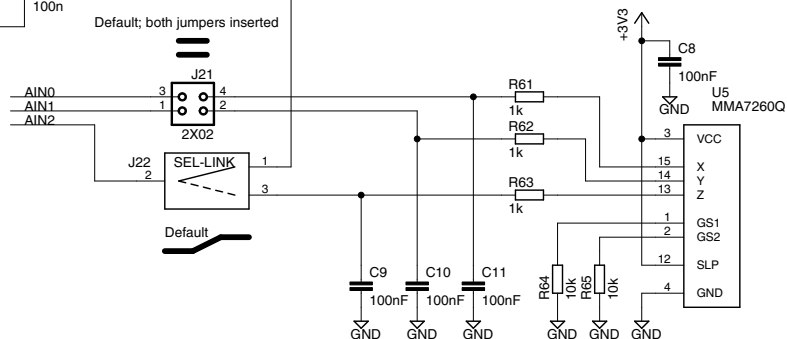 100n
Default; both jumpers inserted
+3V3
C8
100nF
GND
J21
AIN0
3
4
AIN1
1
2
AIN2
2X02
R61
1k
U5
MMA7260Q
R62
1k
3
VCC
J22
SEL-LINK
2
1
3
15
X
14
Y
13
Z
R63
1k
Default
1
GS1
2
GS2
12
SLP
4
GND
C9
100nF
C10
100nF
C11
100nF
R64
10k
R65
10k
GND
GND
GND
GND
GND
GND